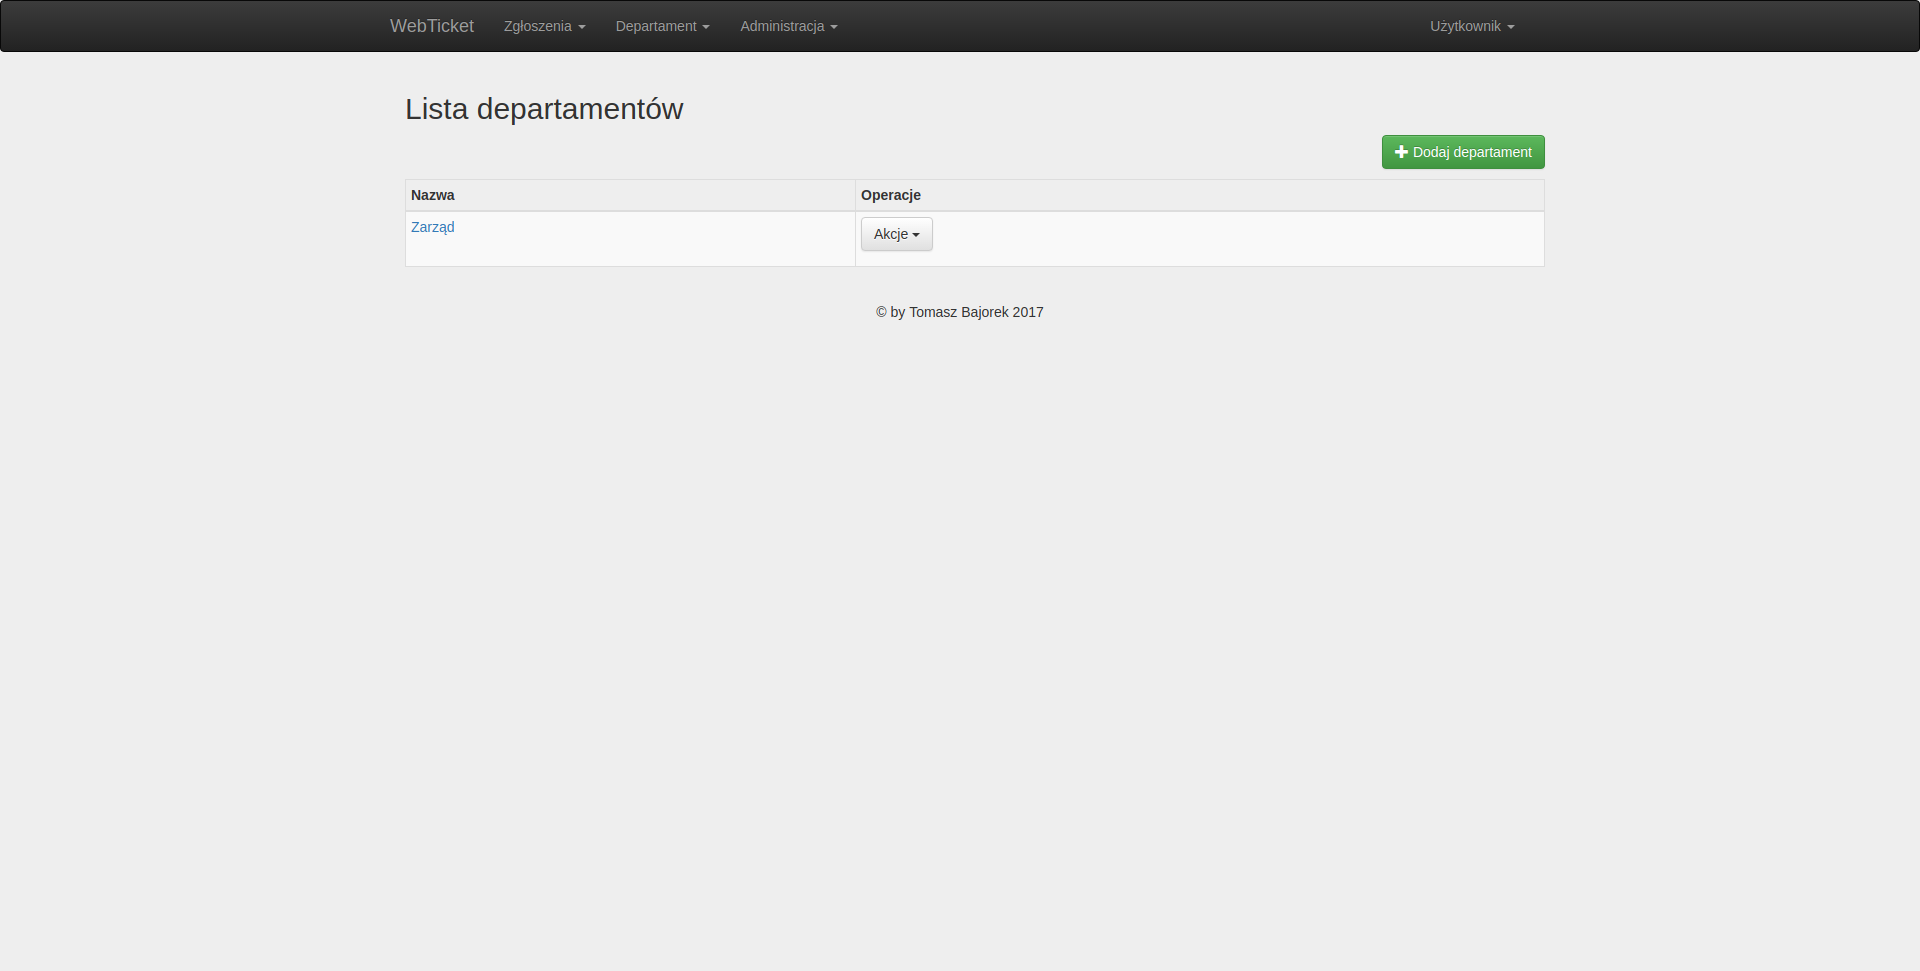 WebTicket Zgłoszenia Departament Administracja Użytkownik
Lista departamentów
Dodaj departament
Nazwa Operacje
Zarząd Akcje
© by Tomasz Bajorek 2017